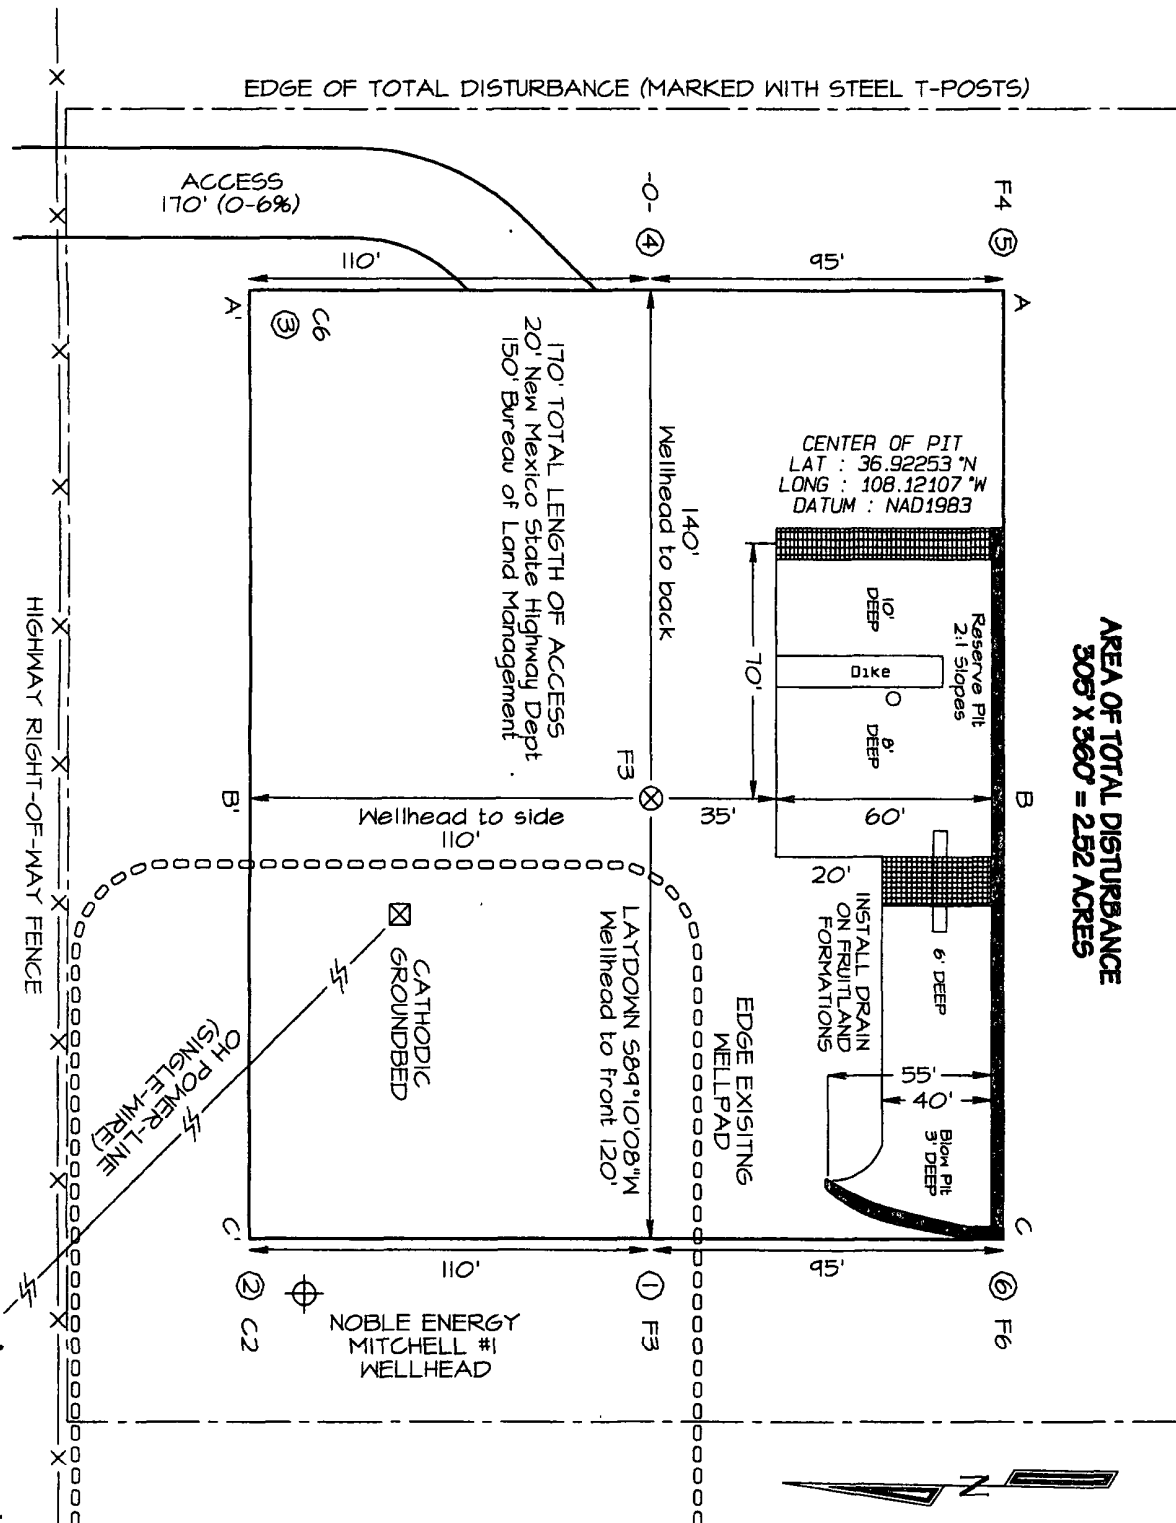 EDGE OF TOTAL DISTURBANCE (MARKED WITH STEEL T-POSTS)
ACCESS
170' (0-6%)
-0- ④
F4 ⑤
110'
95'
A'
A
③ C6
170' TOTAL LENGTH OF ACCESS
20' New Mexico State Highway Dept
150' Bureau of Land Management
140'
Wellhead to back
CENTER OF PIT
LAT : 36.92253 °N
LONG : 108.12107 °W
DATUM : NAD1983
AREA OF TOTAL DISTURBANCE
305' X 360' = 2.52 ACRES
10'
DEEP
Reserve Pit
2:1 Slopes
Dike
O
8'
DEEP
70'
HIGHWAY RIGHT-OF-WAY FENCE
F3
B'
Wellhead to side
110'
35'
60'
B
20'
INSTALL DRAIN
ON FRUITLAND
FORMATIONS
6' DEEP
CATHODIC
GROUNDBED
LAYDOWN S89°10'08"W
Wellhead to front 120'
EDGE EXISITNG
WELLPAD
OH POWER-LINE
(SINGLE-WIRE)
55'
40'
Blow Pit
3' DEEP
C'
C
110'
95'
② C2
① F3
⑥ F6
NOBLE ENERGY
MITCHELL #1
WELLHEAD
N